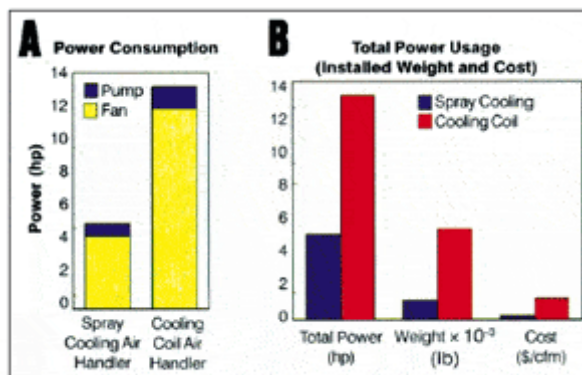 A
Power Consumption
14
12
10
8
6
4
2
0
Power (hp)
Pump
Fan
Spray
Cooling Air
Handler
Cooling
Coil Air
Handler
B
Total Power Usage
(Installed Weight and Cost)
14
12
10
8
6
4
2
0
Spray Cooling
Cooling Coil
Total Power
(hp)
Weight × 10⁻³
(lb)
Cost
($/cfm)